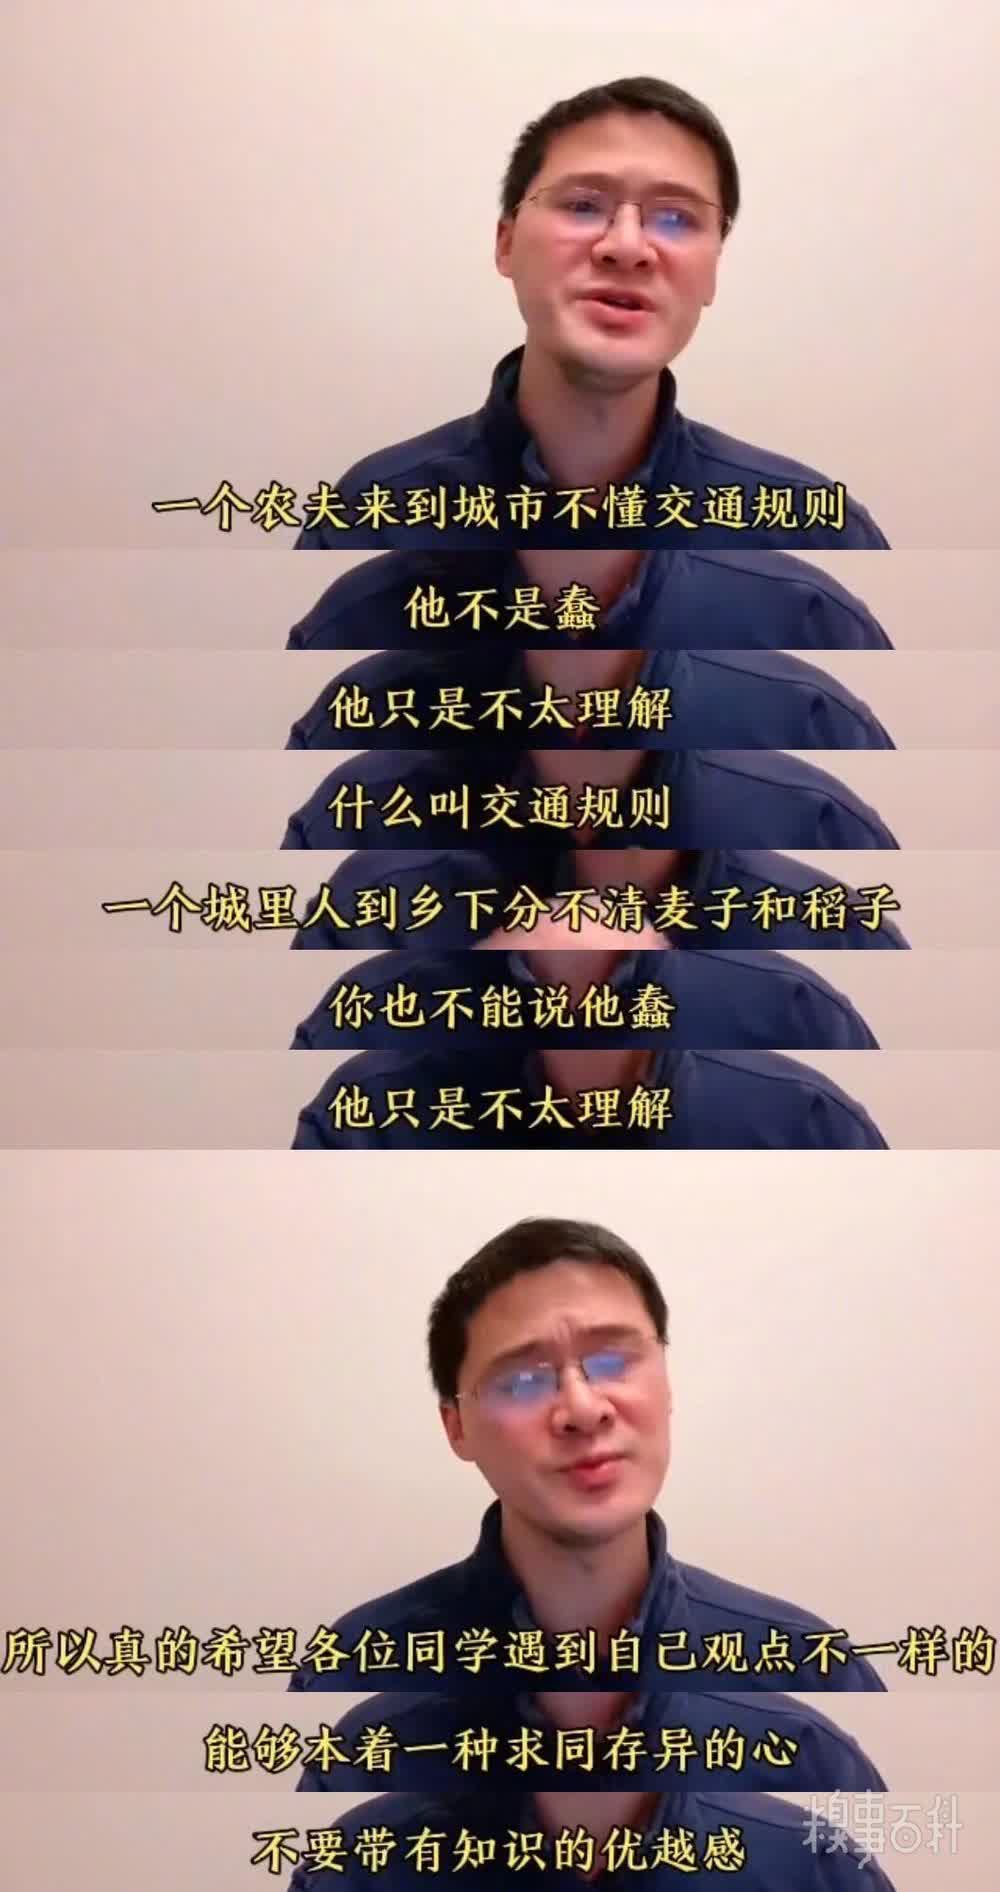 一个农夫来到城市不懂交通规则
他不是蠢
他只是不太理解
什么叫交通规则
一个城里人到乡下分不清麦子和稻子
你也不能说他蠢
他只是不太理解
所以真的希望各位同学遇到自己观点不一样的
能够本着一种求同存异的心
不要带有知识的优越感
糗事百科